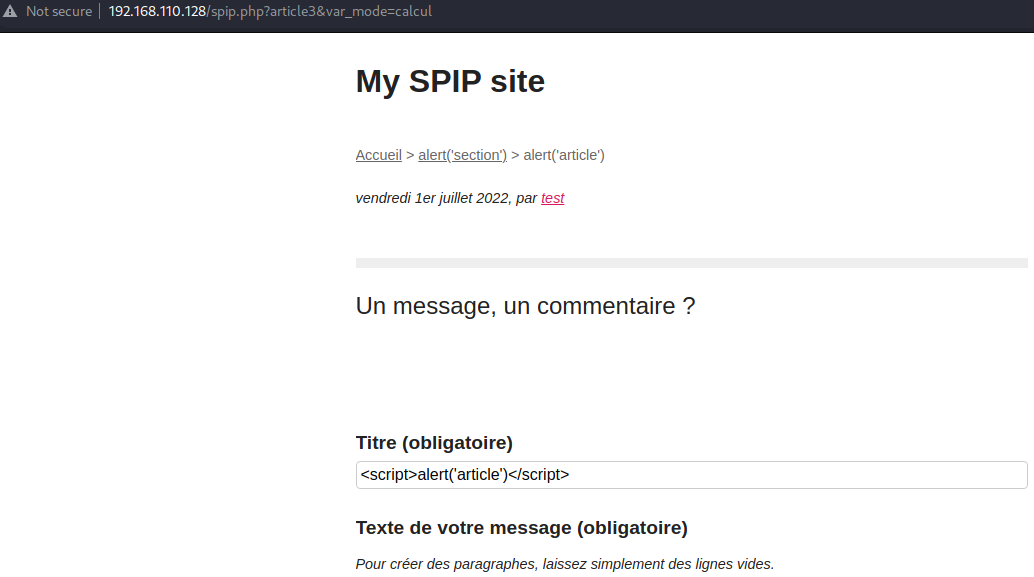 Not secure | 192.168.110.128/spip.php?article3&var_mode=calcul
My SPIP site
Accueil > alert('section') > alert('article')
vendredi 1er juillet 2022, par test
Un message, un commentaire ?
Titre (obligatoire)
<script>alert('article')</script>
Texte de votre message (obligatoire)
Pour créer des paragraphes, laissez simplement des lignes vides.